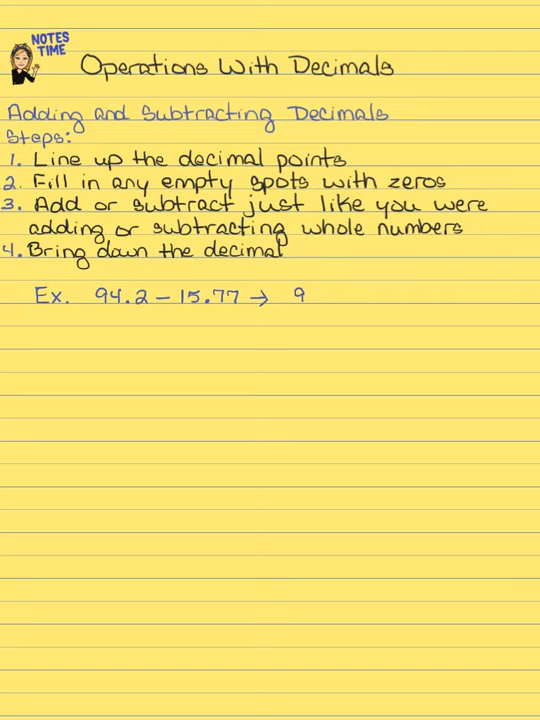 NOTES
TIME
Operations With Decimals
Adding and Subtracting Decimals
Steps:
1. Line up the decimal points
2. Fill in any empty spots with zeros
3. Add or subtract just like you were
adding or subtracting whole numbers
4. Bring down the decimal
Ex. 94.2 – 15.77 → 9